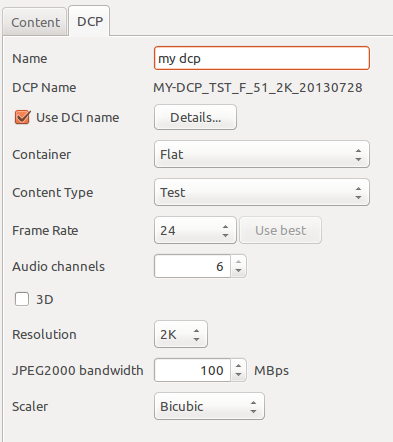 Content DCP
Name my dcp
DCP Name MY-DCP_TST_F_51_2K_20130728
Use DCI name Details...
Container Flat
Content Type Test
Frame Rate 24 Use best
Audio channels 6
3D
Resolution 2K
JPEG2000 bandwidth 100 MBps
Scaler Bicubic